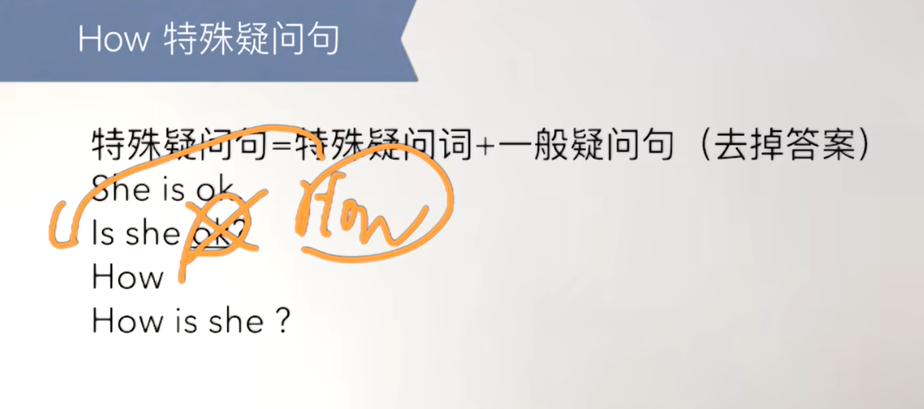 How 特殊疑问句
特殊疑问句=特殊疑问词+一般疑问句（去掉答案）
She is ok
Is she ok?
How
How
How is she ?